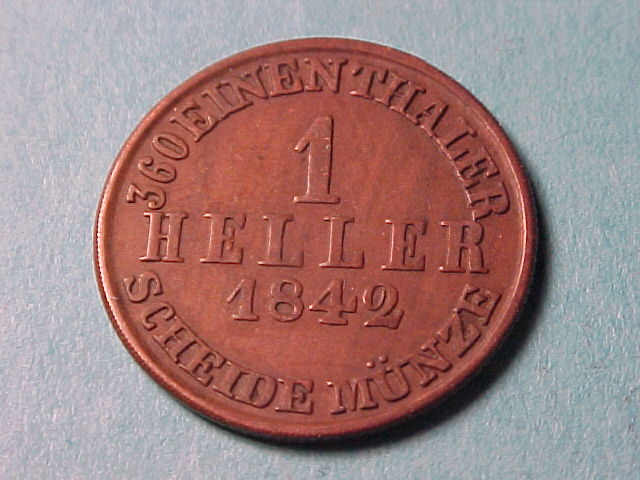 360 EINEN THALER
1
HELLER
1842
SCHEIDE MÜNZE